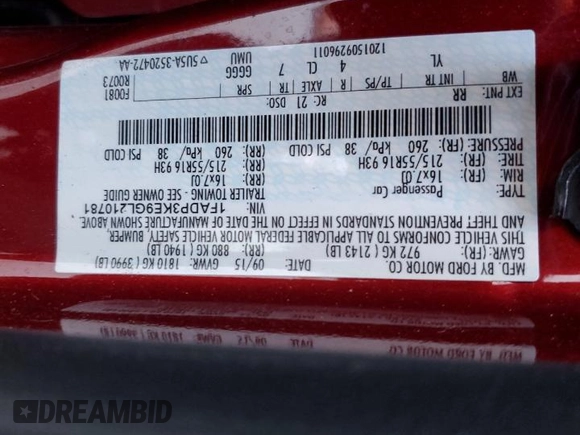 MFD. BY FORD MOTOR CO.
DATE: 09/15 GVWR: 1810 KG ( 3990 LB)
GAWR: (FR): 972 KG ( 2143 LB) (RR): 880 KG ( 1940 LB)
THIS VEHICLE CONFORMS TO ALL APPLICABLE FEDERAL MOTOR VEHICLE SAFETY, BUMPER,
AND THEFT PREVENTION STANDARDS IN EFFECT ON THE DATE OF MANUFACTURE SHOWN ABOVE
VIN: 1FADP3KE9GL210781
TYPE: Passenger Car TRAILER TOWING - SEE OWNER GUIDE
RIM: 16x7.0J (RR): 16x7.0J
TIRE: (FR): 215/55R16 93H (RR): 215/55R16 93H
PRESSURE: (FR): 260 kPa/ 38 PSI COLD (RR): 260 kPa/ 38 PSI COLD
EXT PNT: RR RC: 21 DSO: F0081
WB INT TR TP/PS R AXLE TR SPR R0073
YL 4 CL 7 GGGG
UMU
1201509296011 ▽SU5A-3520472-AA
DREAMBID